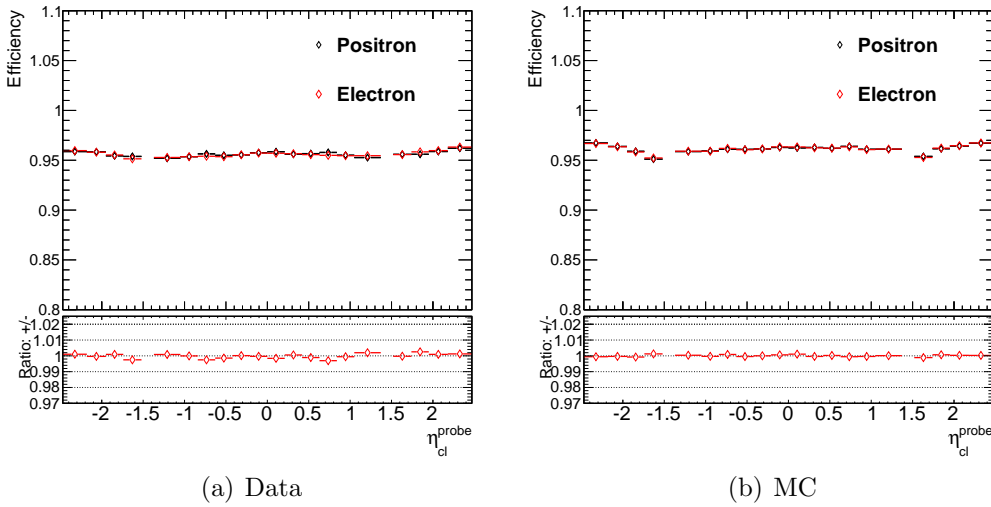 Efficiency
1.1
1.05
1
0.95
0.9
0.85
0.8
Positron
Electron
Ratio: +/-
1.02
1.01
1
0.99
0.98
0.97
-2 -1.5 -1 -0.5 0 0.5 1 1.5 2
η_cl^probe
(a) Data
Efficiency
1.1
1.05
1
0.95
0.9
0.85
0.8
Positron
Electron
Ratio: +/-
1.02
1.01
1
0.99
0.98
0.97
-2 -1.5 -1 -0.5 0 0.5 1 1.5 2
η_cl^probe
(b) MC